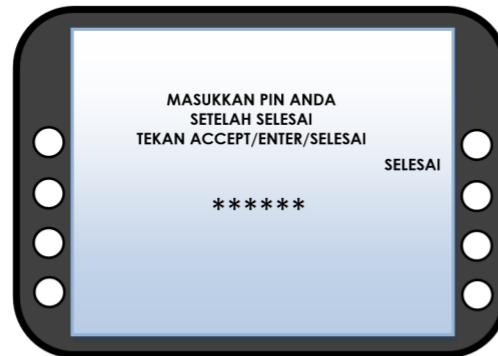 MASUKKAN PIN ANDA
SETELAH SELESAI
TEKAN ACCEPT/ENTER/SELESAI
SELESAI
******